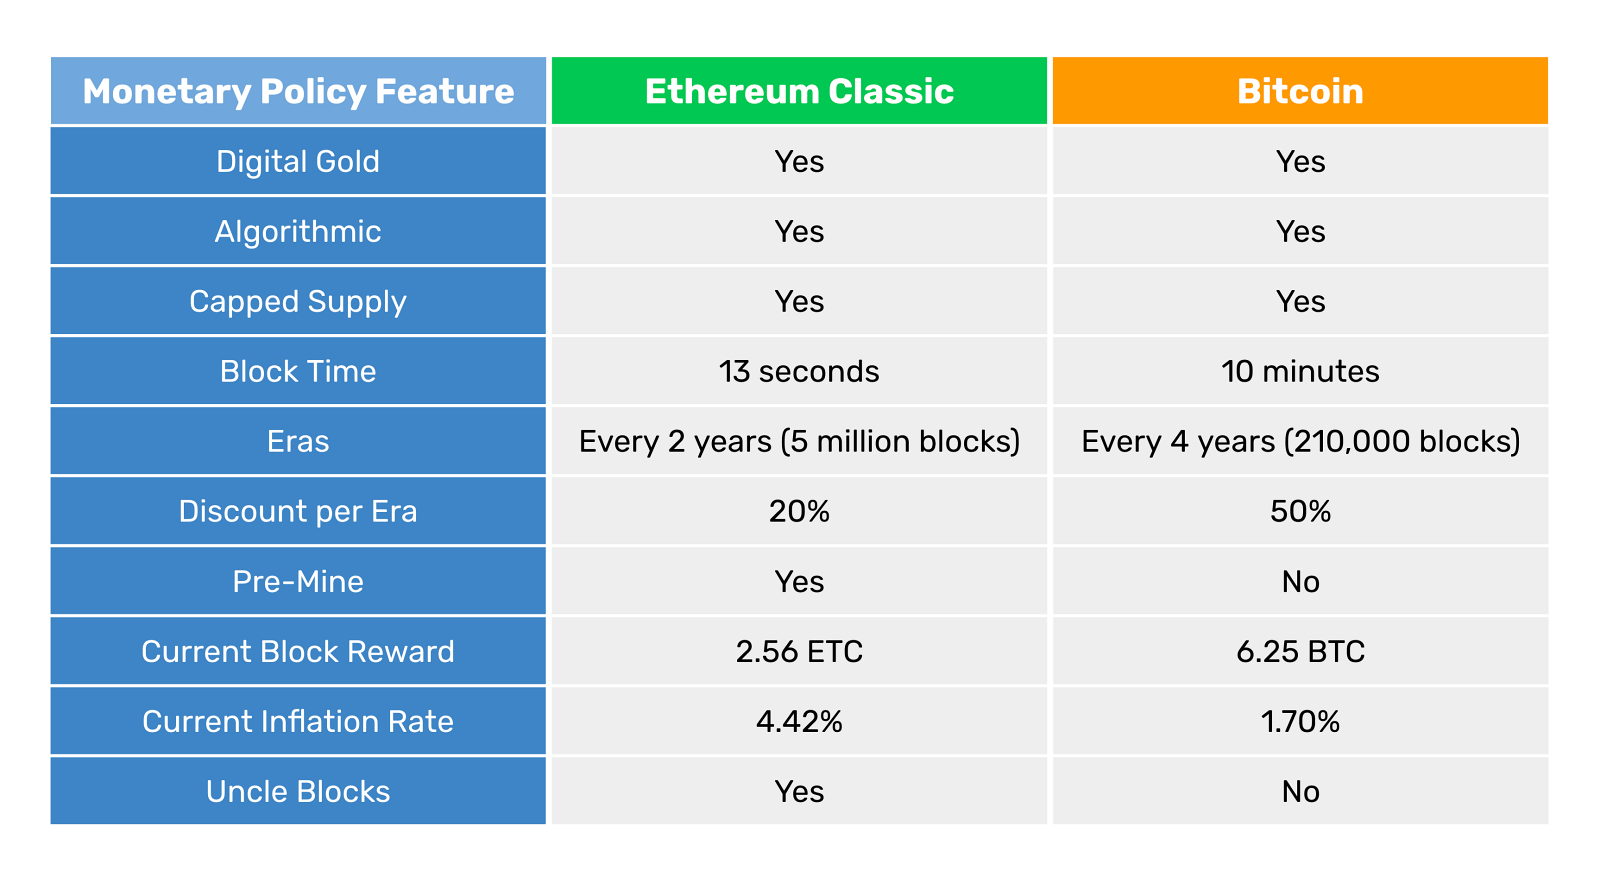 Monetary Policy Feature Ethereum Classic Bitcoin
Digital Gold Yes Yes
Algorithmic Yes Yes
Capped Supply Yes Yes
Block Time 13 seconds 10 minutes
Eras Every 2 years (5 million blocks) Every 4 years (210,000 blocks)
Discount per Era 20% 50%
Pre-Mine Yes No
Current Block Reward 2.56 ETC 6.25 BTC
Current Inflation Rate 4.42% 1.70%
Uncle Blocks Yes No